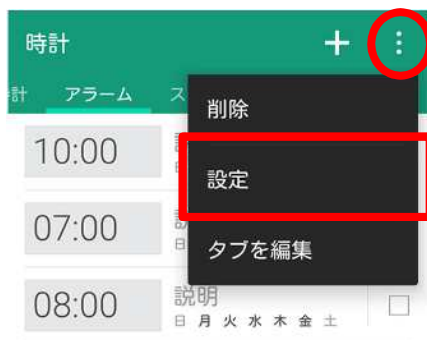 時計
計 アラーム ス
削除
10:00
設定
07:00
タブを編集
08:00 説明
日 月 火 水 木 金 土